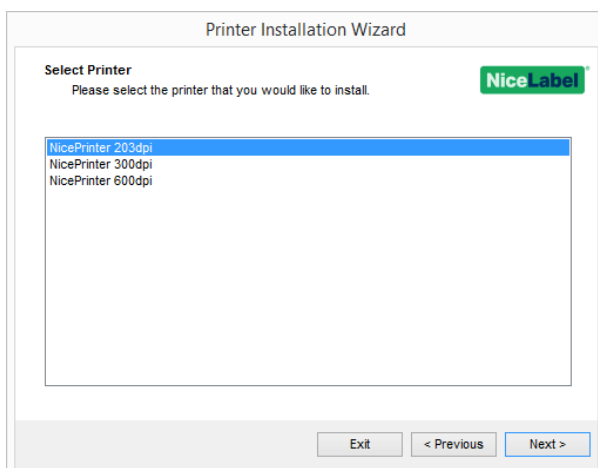 Printer Installation Wizard
Select Printer
Please select the printer that you would like to install.
NiceLabel
NicePrinter 203dpi
NicePrinter 300dpi
NicePrinter 600dpi
Exit
< Previous
Next >